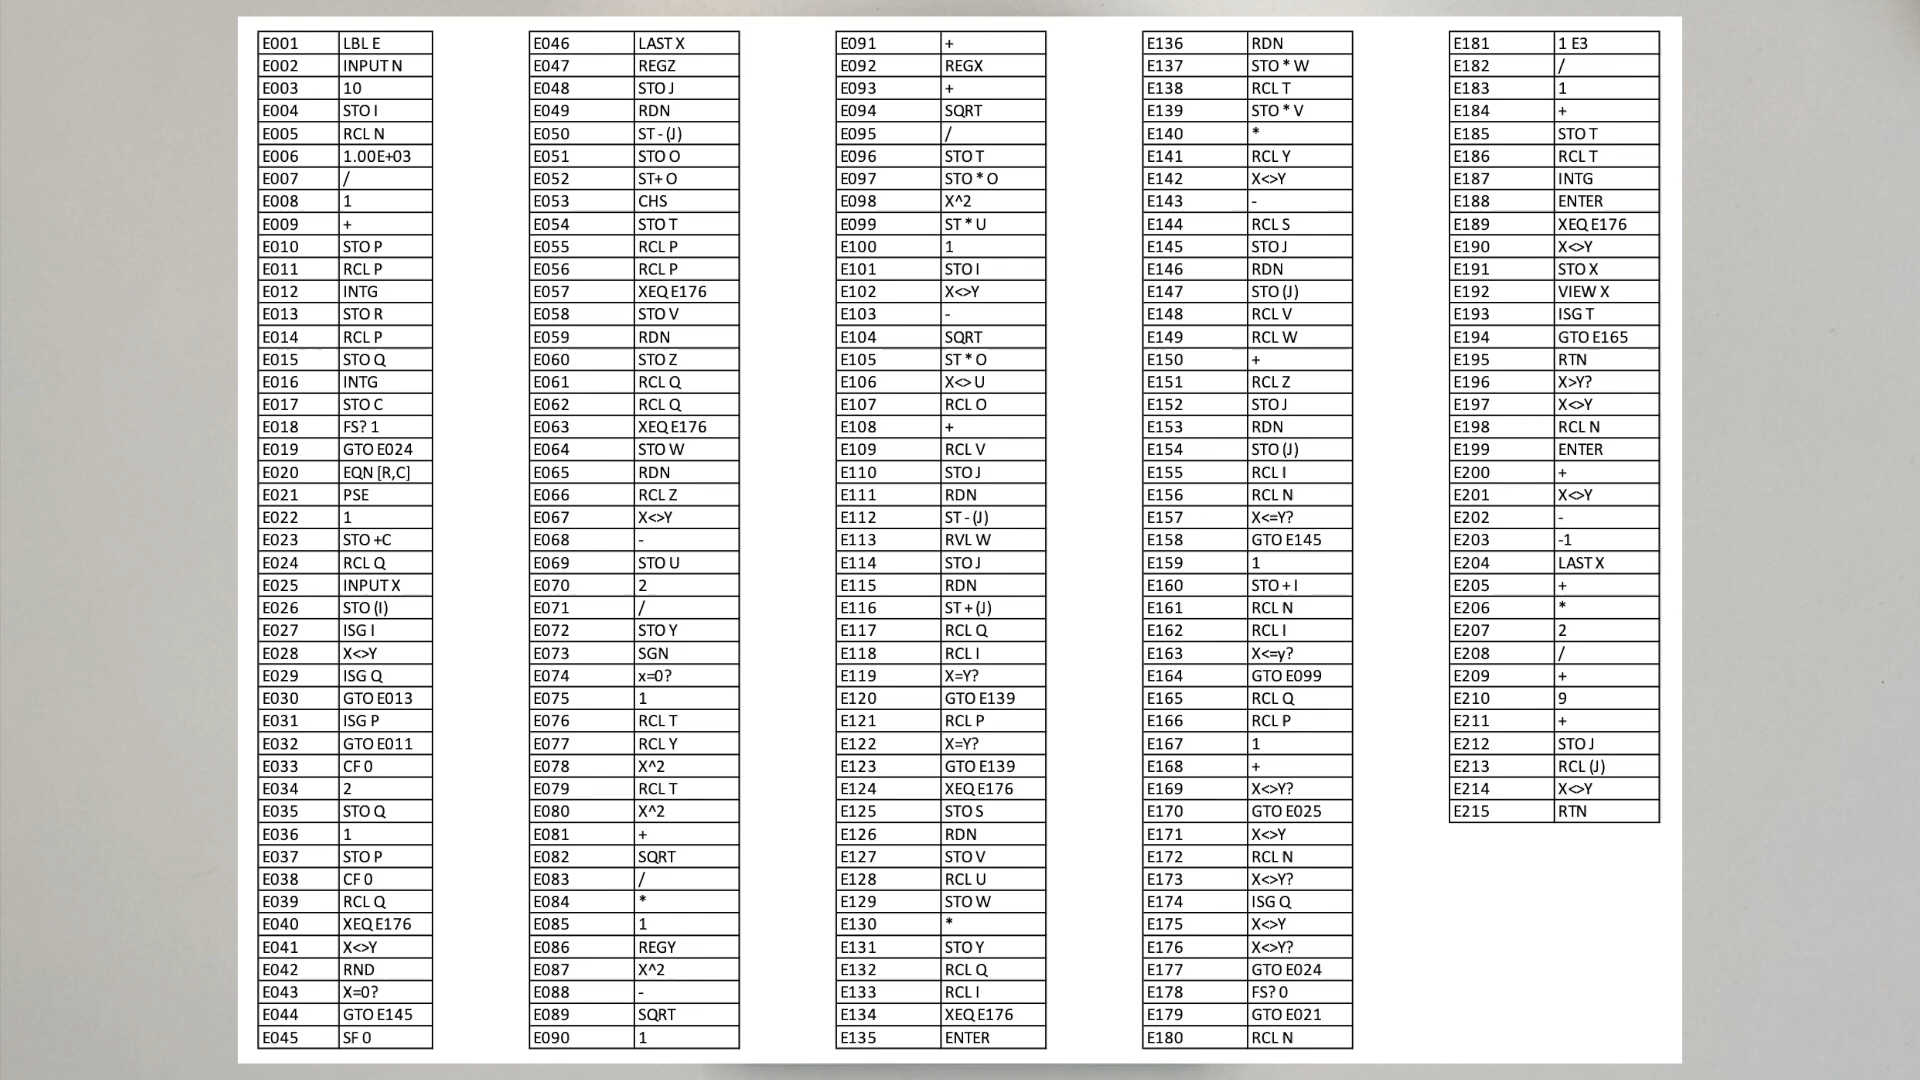 E001 LBL E
E002 INPUT N
E003 10
E004 STO I
E005 RCL N
E006 1.00E+03
E007 /
E008 1
E009 +
E010 STO P
E011 RCL P
E012 INTG
E013 STO R
E014 RCL P
E015 STO Q
E016 INTG
E017 STO C
E018 FS? 1
E019 GTO E024
E020 EQN [R,C]
E021 PSE
E022 1
E023 STO +C
E024 RCL Q
E025 INPUT X
E026 STO (I)
E027 ISG I
E028 X<>Y
E029 ISG Q
E030 GTO E013
E031 ISG P
E032 GTO E011
E033 CF 0
E034 2
E035 STO Q
E036 1
E037 STO P
E038 CF 0
E039 RCL Q
E040 XEQ E176
E041 X<>Y
E042 RND
E043 X=0?
E044 GTO E145
E045 SF 0
E046 LAST X
E047 REGZ
E048 STO J
E049 RDN
E050 ST - (J)
E051 STO O
E052 ST+ O
E053 CHS
E054 STO T
E055 RCL P
E056 RCL P
E057 XEQ E176
E058 STO V
E059 RDN
E060 STO Z
E061 RCL Q
E062 RCL Q
E063 XEQ E176
E064 STO W
E065 RDN
E066 RCL Z
E067 X<>Y
E068 -
E069 STO U
E070 2
E071 /
E072 STO Y
E073 SGN
E074 x=0?
E075 1
E076 RCL T
E077 RCL Y
E078 X^2
E079 RCL T
E080 X^2
E081 +
E082 SQRT
E083 /
E084 *
E085 1
E086 REGY
E087 X^2
E088 -
E089 SQRT
E090 1
E091 +
E092 REGX
E093 +
E094 SQRT
E095 /
E096 STO T
E097 STO * O
E098 X^2
E099 ST * U
E100 1
E101 STO I
E102 X<>Y
E103 -
E104 SQRT
E105 ST * O
E106 X<> U
E107 RCL O
E108 +
E109 RCL V
E110 STO J
E111 RDN
E112 ST - (J)
E113 RVL W
E114 STO J
E115 RDN
E116 ST + (J)
E117 RCL Q
E118 RCL I
E119 X=Y?
E120 GTO E139
E121 RCL P
E122 X=Y?
E123 GTO E139
E124 XEQ E176
E125 STO S
E126 RDN
E127 STO V
E128 RCL U
E129 STO W
E130 *
E131 STO Y
E132 RCL Q
E133 RCL I
E134 XEQ E176
E135 ENTER
E136 RDN
E137 STO * W
E138 RCL T
E139 STO * V
E140 *
E141 RCL Y
E142 X<>Y
E143 -
E144 RCL S
E145 STO J
E146 RDN
E147 STO (J)
E148 RCL V
E149 RCL W
E150 +
E151 RCL Z
E152 STO J
E153 RDN
E154 STO (J)
E155 RCL I
E156 RCL N
E157 X<=Y?
E158 GTO E145
E159 1
E160 STO + I
E161 RCL N
E162 RCL I
E163 X<=y?
E164 GTO E099
E165 RCL Q
E166 RCL P
E167 1
E168 +
E169 X<>Y?
E170 GTO E025
E171 X<>Y
E172 RCL N
E173 X<>Y?
E174 ISG Q
E175 X<>Y
E176 X<>Y?
E177 GTO E024
E178 FS? 0
E179 GTO E021
E180 RCL N
E181 1 E3
E182 /
E183 1
E184 +
E185 STO T
E186 RCL T
E187 INTG
E188 ENTER
E189 XEQ E176
E190 X<>Y
E191 STO X
E192 VIEW X
E193 ISG T
E194 GTO E165
E195 RTN
E196 X>Y?
E197 X<>Y
E198 RCL N
E199 ENTER
E200 +
E201 X<>Y
E202 -
E203 -1
E204 LAST X
E205 +
E206 *
E207 2
E208 /
E209 +
E210 9
E211 +
E212 STO J
E213 RCL (J)
E214 X<>Y
E215 RTN